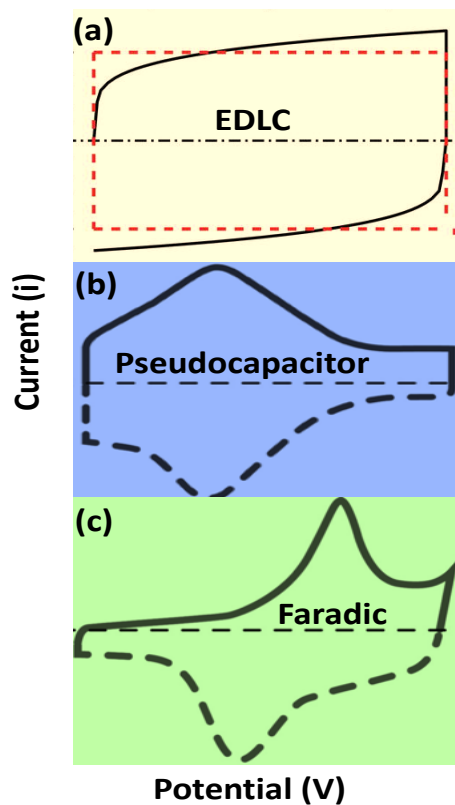 (a)
EDLC
Current (i)
(b)
Pseudocapacitor
(c)
Faradic
Potential (V)